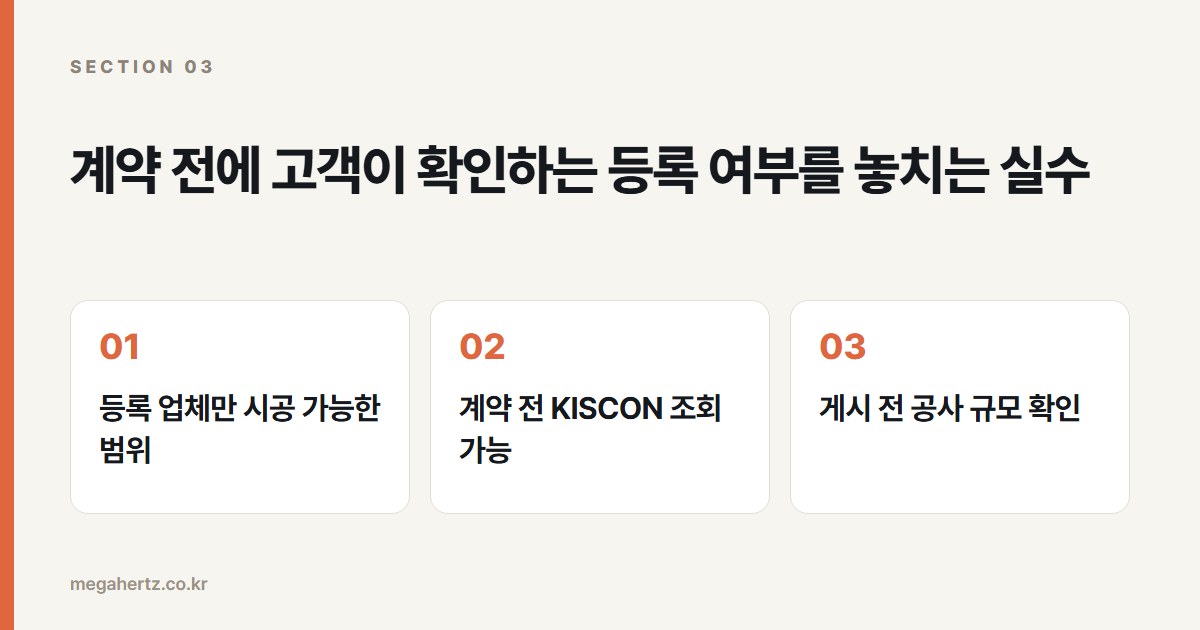 SECTION 03
계약 전에 고객이 확인하는 등록 여부를 놓치는 실수
01
등록 업체만 시공 가능한
범위
02
계약 전 KISCON 조회
가능
03
게시 전 공사 규모 확인
megahertz.co.kr